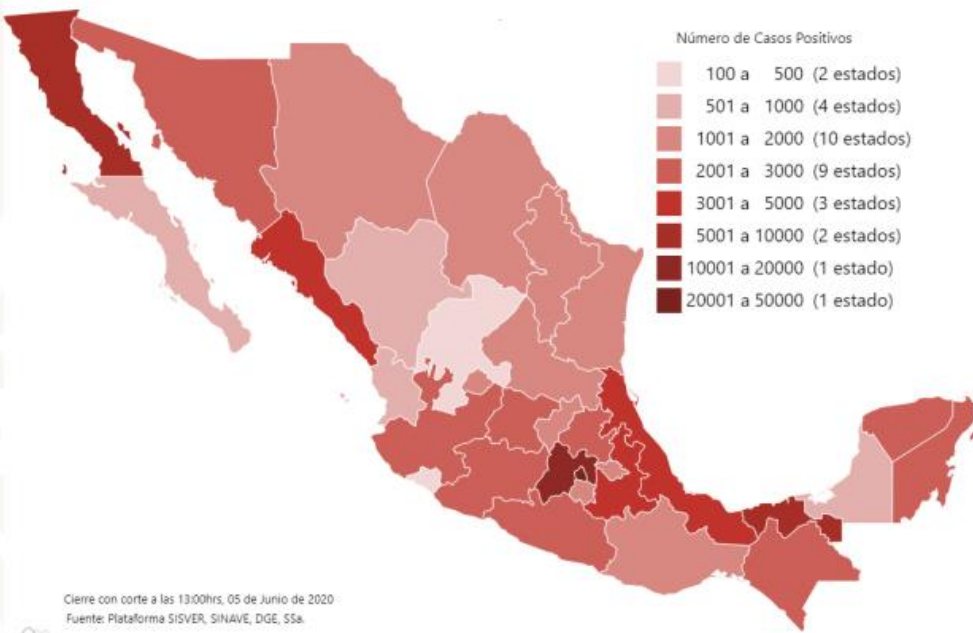 Número de Casos Positivos
100 a 500 (2 estados)
501 a 1000 (4 estados)
1001 a 2000 (10 estados)
2001 a 3000 (9 estados)
3001 a 5000 (3 estados)
5001 a 10000 (2 estados)
10001 a 20000 (1 estado)
20001 a 50000 (1 estado)
Cierre con corte a las 13:00hrs, 05 de Junio de 2020
Fuente: Plataforma SISVER, SINAVE, DGE, SSa.